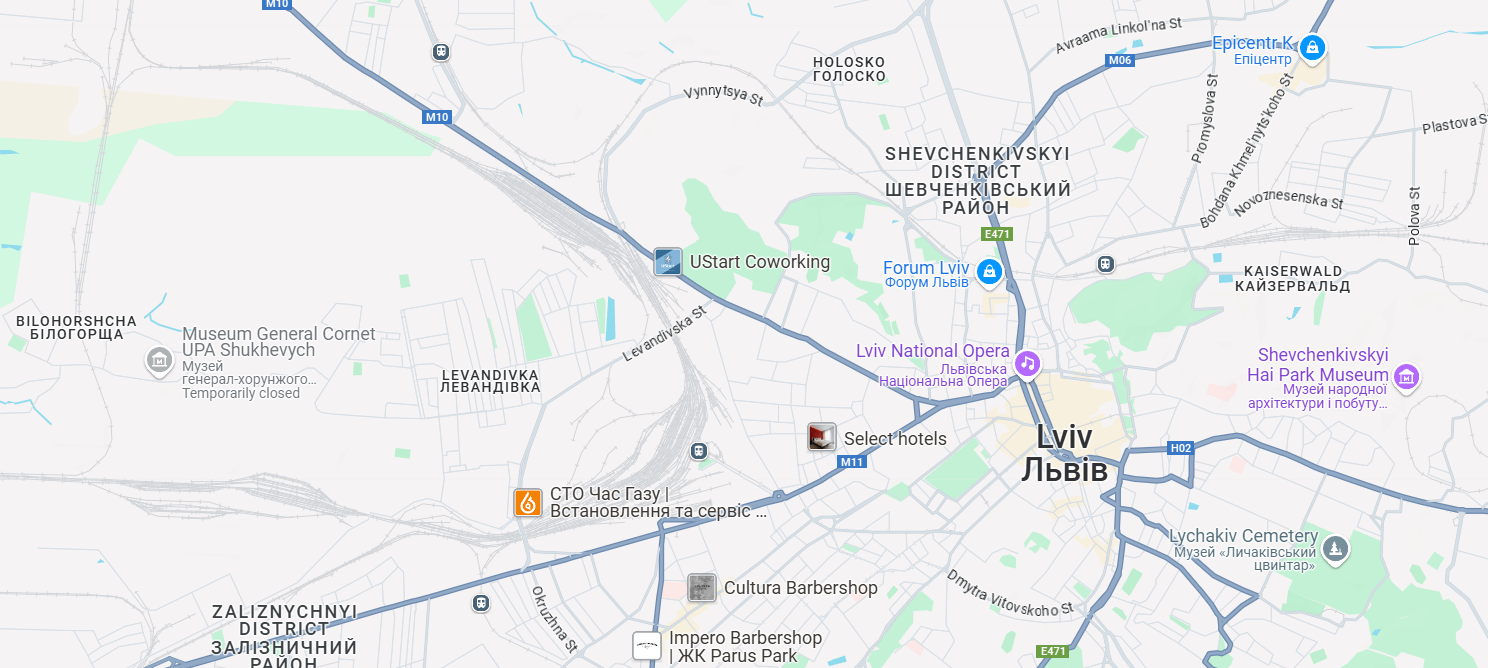 M10
Avraama Linkol'na St
Epicentr K
Епіцентр
M06
HOLOSKO
ГОЛОСКО
Vynnytsya St
M10
Promyslova St
Bohdana Khmel'nyts'koho St
Plastova S
SHEVCHENKIVSKYI
DISTRICT
ШЕВЧЕНКІВСЬКИЙ
РАЙОН
Novoznesenska St
Polova St
E471
UStart Coworking
Forum Lviv
Форум Львів
KAISERWALD
КАЙЗЕРВАЛЬД
BILOHORSHCHA
БІЛОГОРЩА
Museum General Cornet
UPA Shukhevych
Музей
генерал-хорунжого...
Temporarily closed
Levandivska St
Lviv National Opera
Львівська
Національна Опера
Shevchenkivskyi
Hai Park Museum
Музей народної
архітектури і побуту...
LEVANDIVKA
ЛЕВАНДІВКА
Select hotels
M11
Lviv
Львів
H02
СТО Час Газу |
Встановлення та сервіс ...
Lychakiv Cemetery
Музей «Личаківський
цвинтар»
Cultura Barbershop
Dmytra Vitovskoho St
Okruzhna St
ZALIZNYCHNYI
DISTRICT
ЗАЛІЗНИЧНИЙ
РАЙОН
Impero Barbershop
| ЖК Parus Park
E471